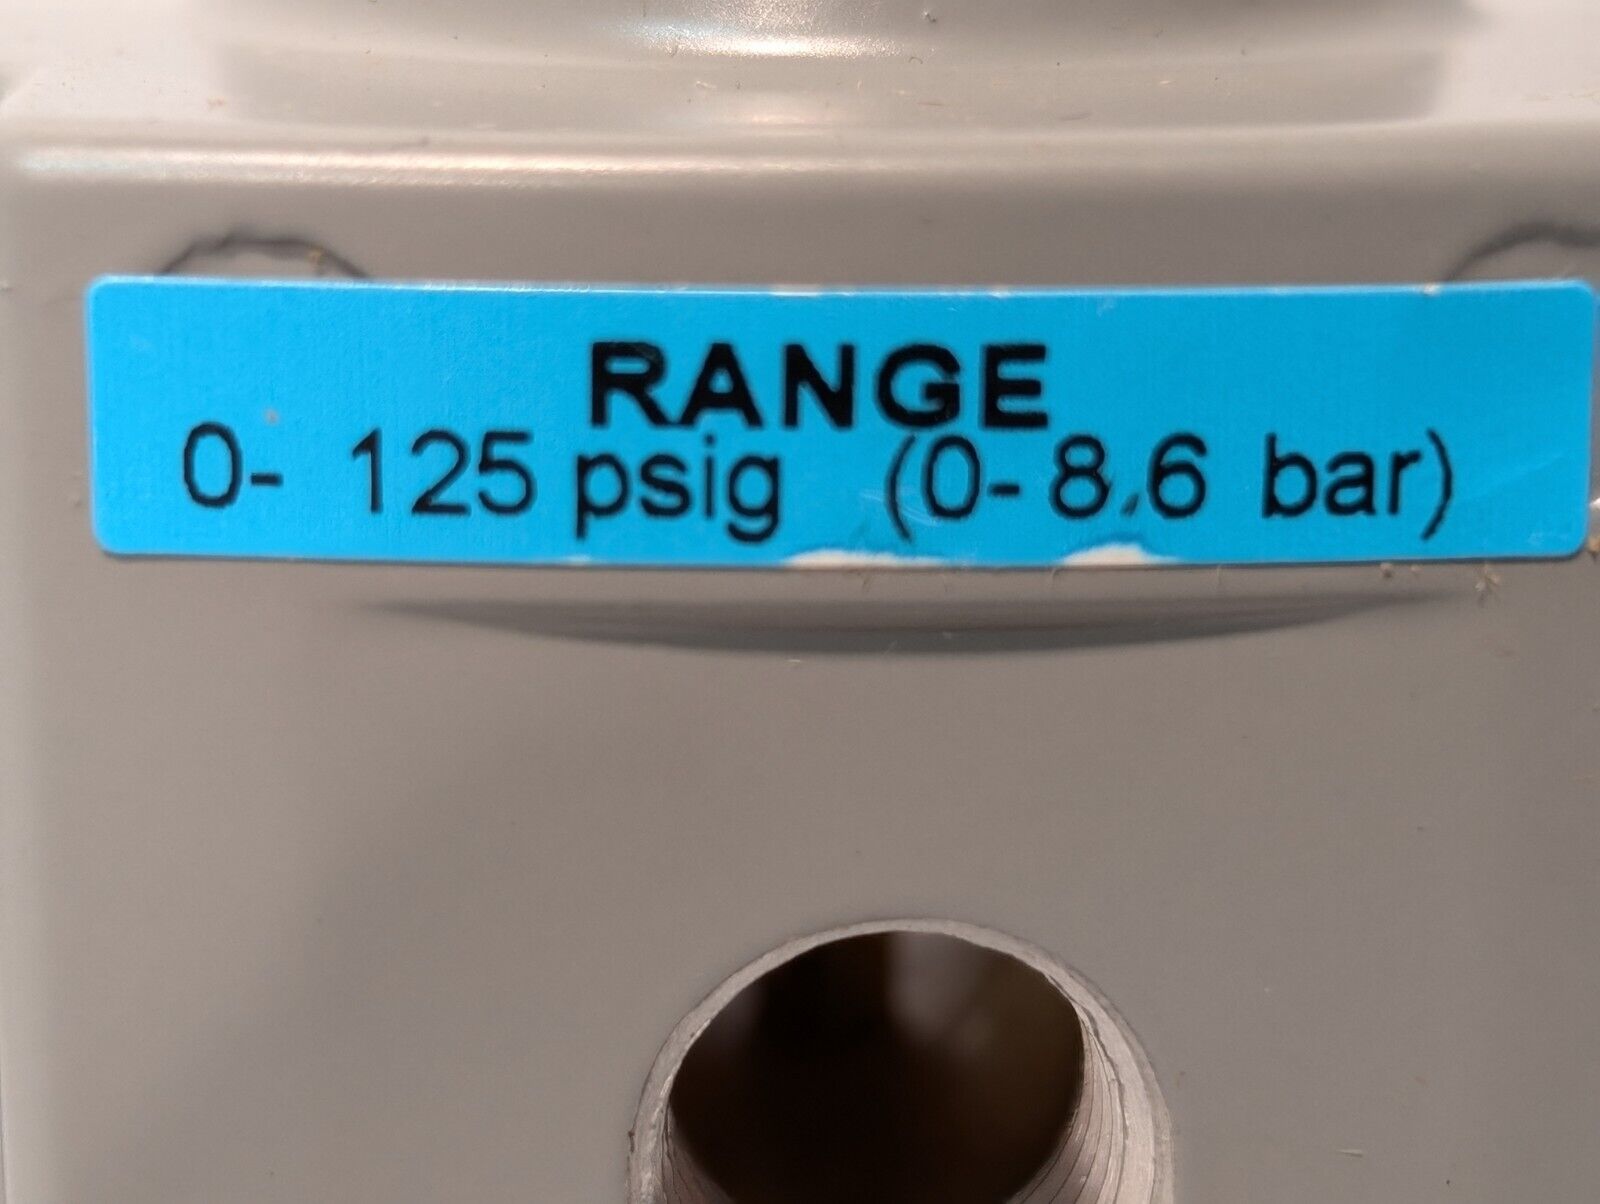 RANGE
0- 125 psig (0-8.6 bar)